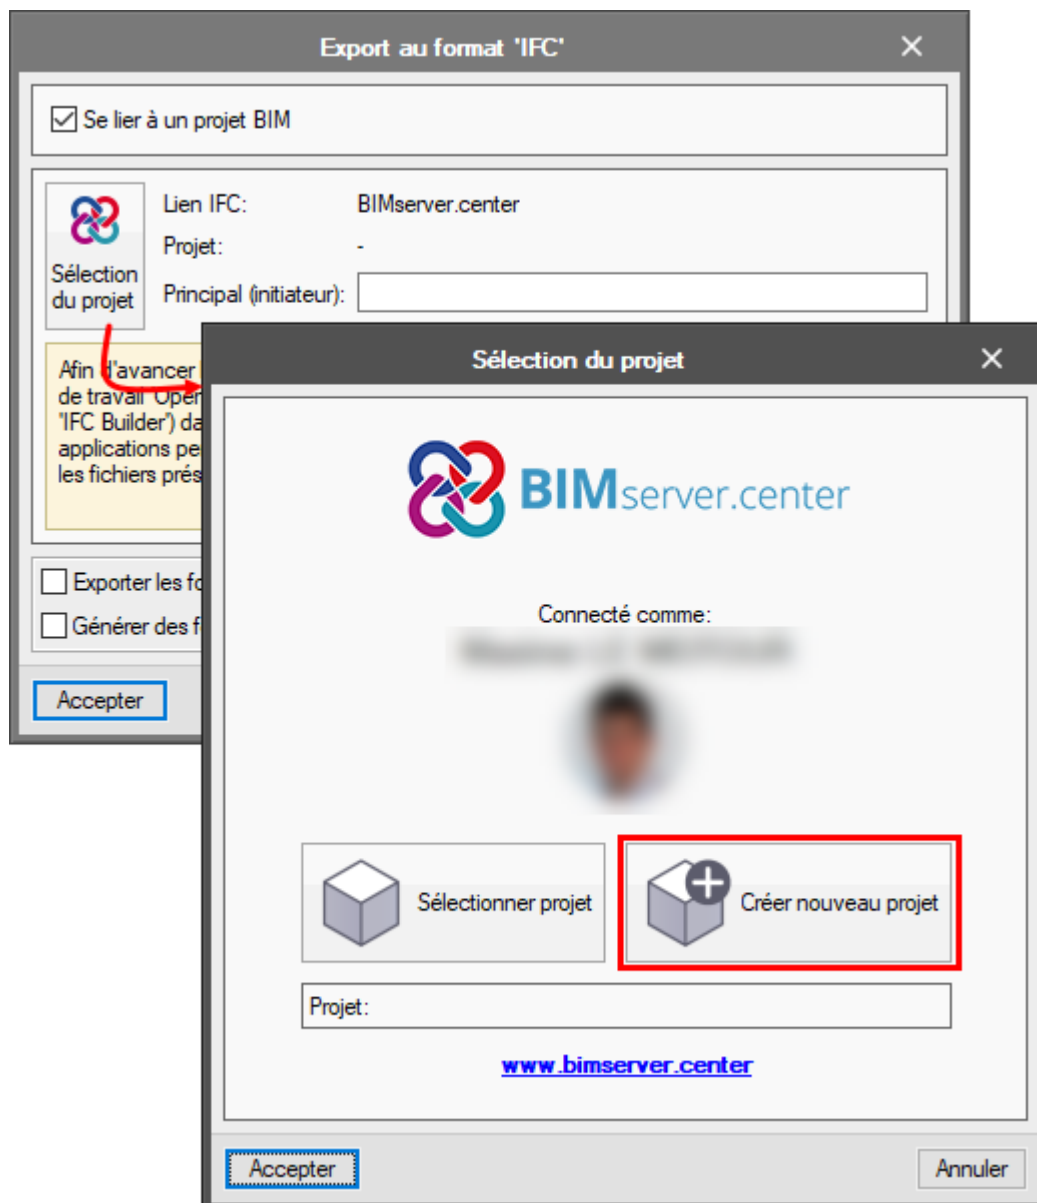 Export au format 'IFC'
Se lier à un projet BIM
Lien IFC: BIMserver.center
Projet: -
Sélection
du projet
Principal (initiateur):
Afin d'avancer
de travail 'Open
'IFC Builder') da
applications pe
les fichiers prés
Exporter les fo
Générer des f
Accepter
Sélection du projet
BIMserver.center
Connecté comme:
Sélectionner projet
Créer nouveau projet
Projet:
www.bimserver.center
Accepter
Annuler